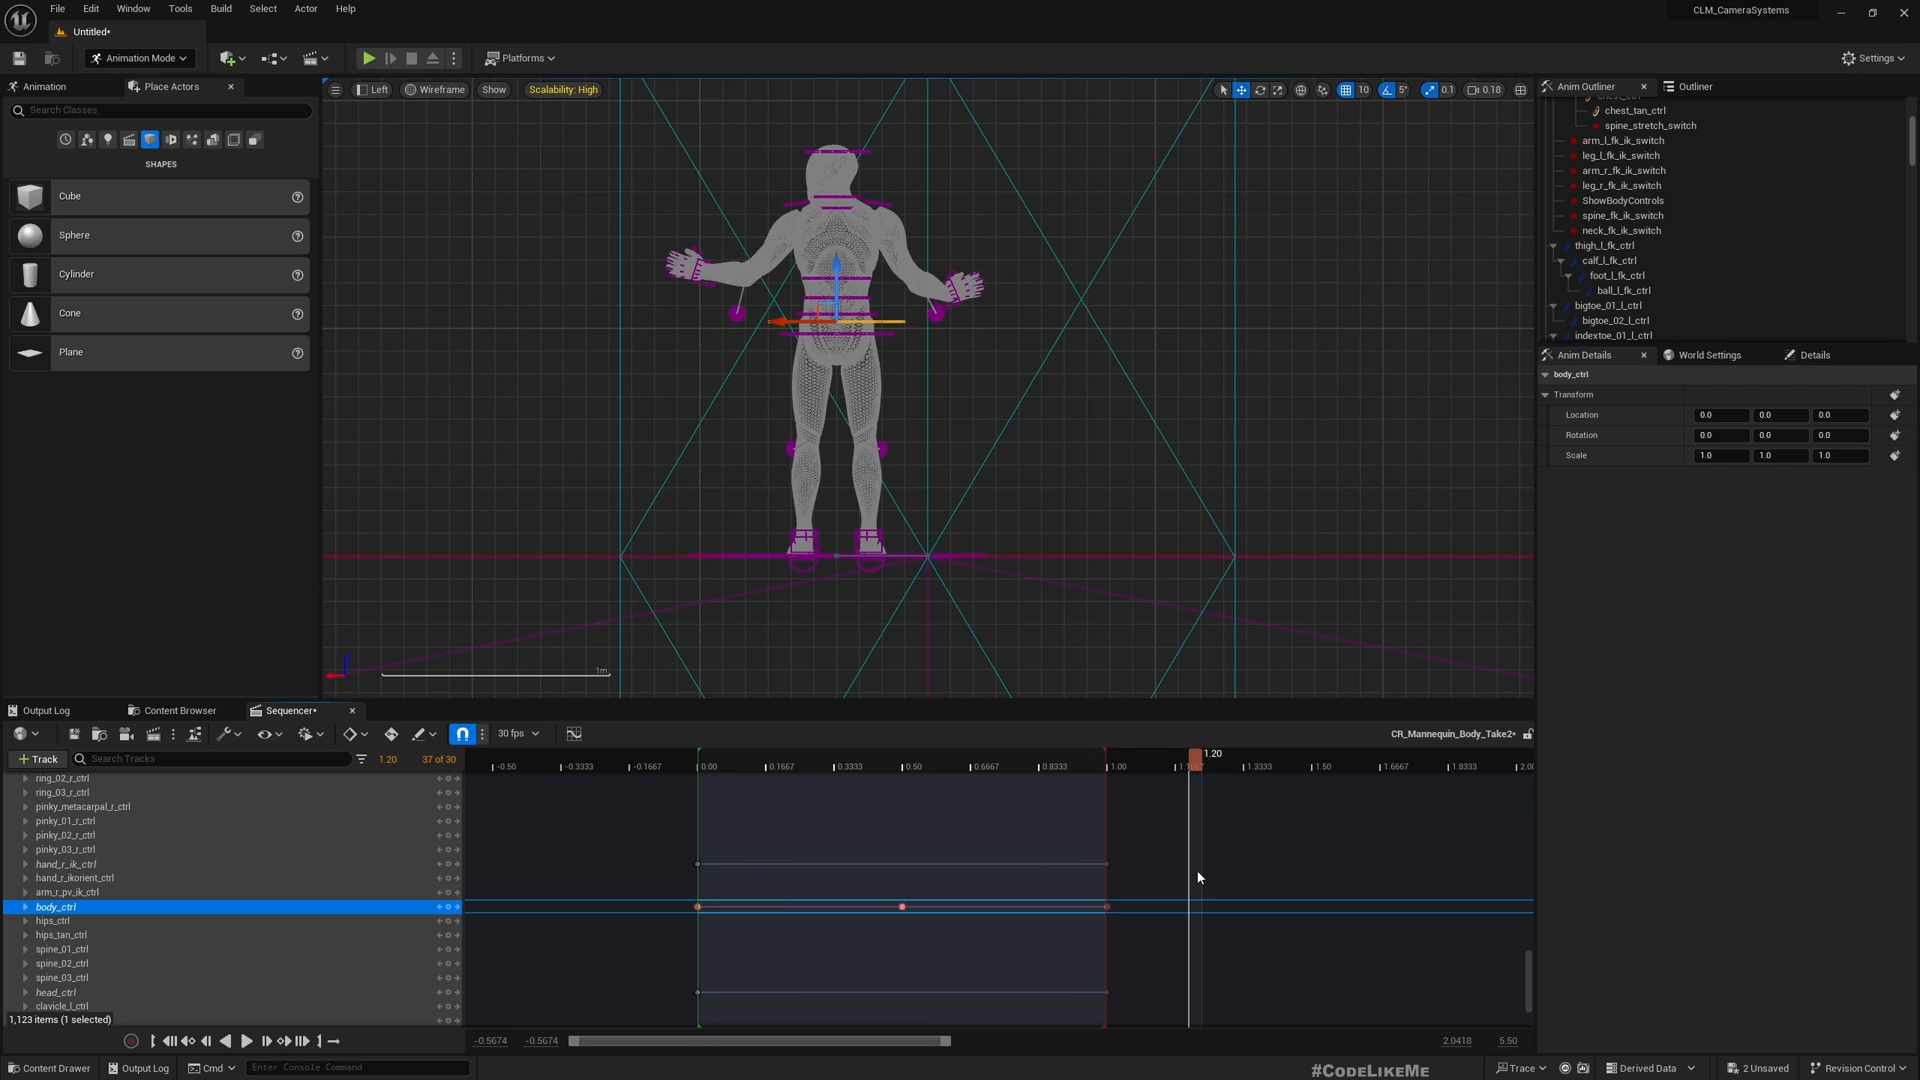 File Edit Window Tools Build Select Actor Help
CLM_CameraSystems
Untitled*
Animation Mode
Platforms
Settings
Animation
Place Actors
Search Classes
SHAPES
Cube
Sphere
Cylinder
Cone
Plane
Left
Wireframe
Show
Scalability: High
10
5°
0.1
0.18
1m
Anim Outliner
Outliner
chest_tan_ctrl
spine_stretch_switch
arm_l_fk_ik_switch
leg_l_fk_ik_switch
arm_r_fk_ik_switch
leg_r_fk_ik_switch
ShowBodyControls
spine_fk_ik_switch
neck_fk_ik_switch
thigh_l_fk_ctrl
calf_l_fk_ctrl
foot_l_fk_ctrl
ball_l_fk_ctrl
bigtoe_01_l_ctrl
bigtoe_02_l_ctrl
indextoe_01_l_ctrl
Anim Details
World Settings
Details
body_ctrl
Transform
Location 0.0 0.0 0.0
Rotation 0.0 0.0 0.0
Scale 1.0 1.0 1.0
Output Log
Content Browser
Sequencer*
30 fps
CR_Mannequin_Body_Take2*
+ Track
Search Tracks
1.20
37 of 30
1.20
-0.50 -0.3333 -0.1667 0.00 0.1667 0.3333 0.50 0.6667 0.8333 1.00 1.3333 1.50 1.6667 1.8333
ring_02_r_ctrl
ring_03_r_ctrl
pinky_metacarpal_r_ctrl
pinky_01_r_ctrl
pinky_02_r_ctrl
pinky_03_r_ctrl
hand_r_ik_ctrl
hand_r_ikorient_ctrl
arm_r_pv_ik_ctrl
body_ctrl
hips_ctrl
hips_tan_ctrl
spine_01_ctrl
spine_02_ctrl
spine_03_ctrl
head_ctrl
clavicle_l_ctrl
1,123 items (1 selected)
-0.5674 -0.5674 2.0418 5.50
Content Drawer
Output Log
Cmd
Enter Console Command
#CodeLikeMe
Trace
Derived Data
2 Unsaved
Revision Control